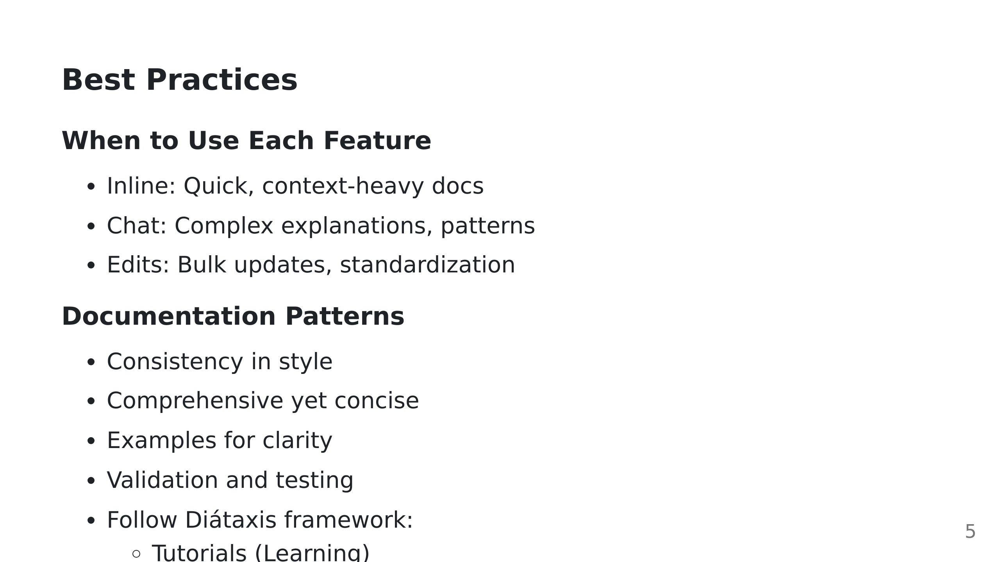 Best Practices
When to Use Each Feature
• Inline: Quick, context-heavy docs
• Chat: Complex explanations, patterns
• Edits: Bulk updates, standardization
Documentation Patterns
• Consistency in style
• Comprehensive yet concise
• Examples for clarity
• Validation and testing
• Follow Diátaxis framework:
◦ Tutorials (Learning)
5